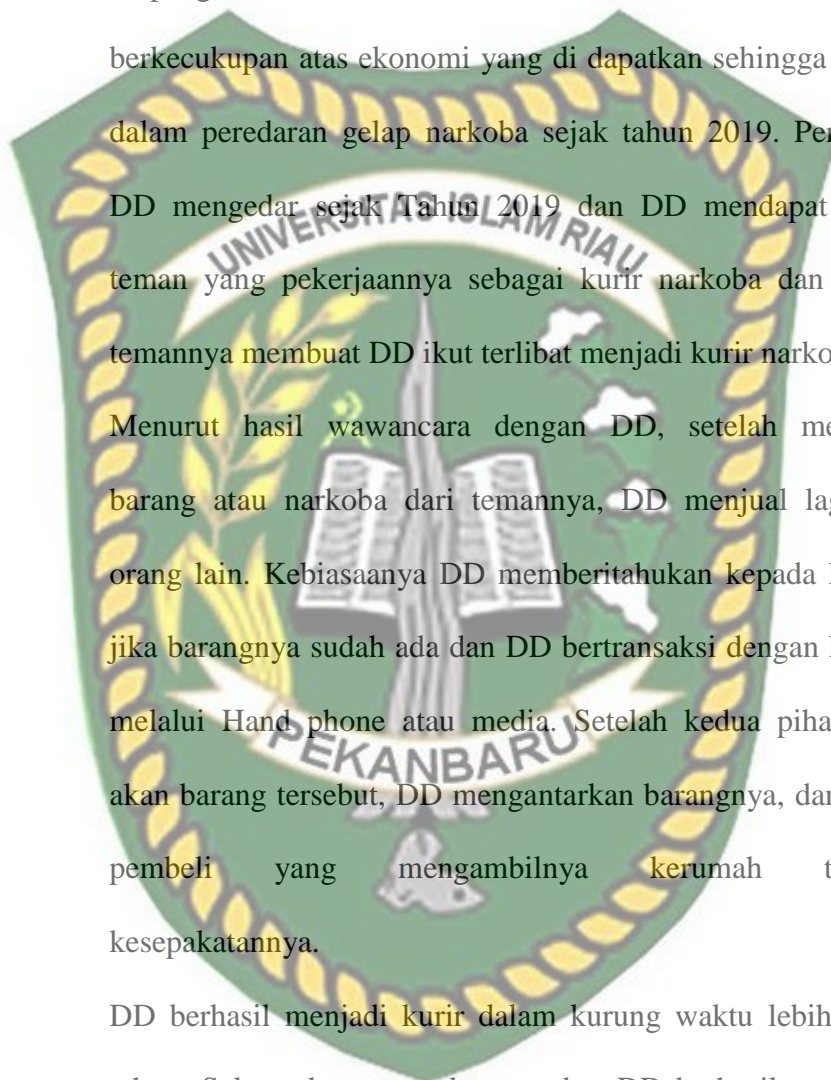 berkecukupan atas ekonomi yang di dapatkan sehingga
dalam peredaran gelap narkoba sejak tahun 2019.
DD mengedar sejak Tahun 2019 dan DD mendapat
UNIVERSITAS ISLAM RIAU
teman yang pekerjaannya sebagai kurir narkoba dan
temannya membuat DD ikut terlibat menjadi kurir
Menurut hasil wawancara dengan DD, setelah
barang atau narkoba dari temannya, DD menjual
orang lain. Kebiasaanya DD memberitahukan kepada
jika barangnya sudah ada dan DD bertransaksi dengan
melalui Hand phone atau media. Setelah kedua
PEKANBARU
akan barang tersebut, DD mengantarkan barangnya,
pembeli yang mengambilnya kerumah
kesepakatannya.
DD berhasil menjadi kurir dalam kurung waktu lebih